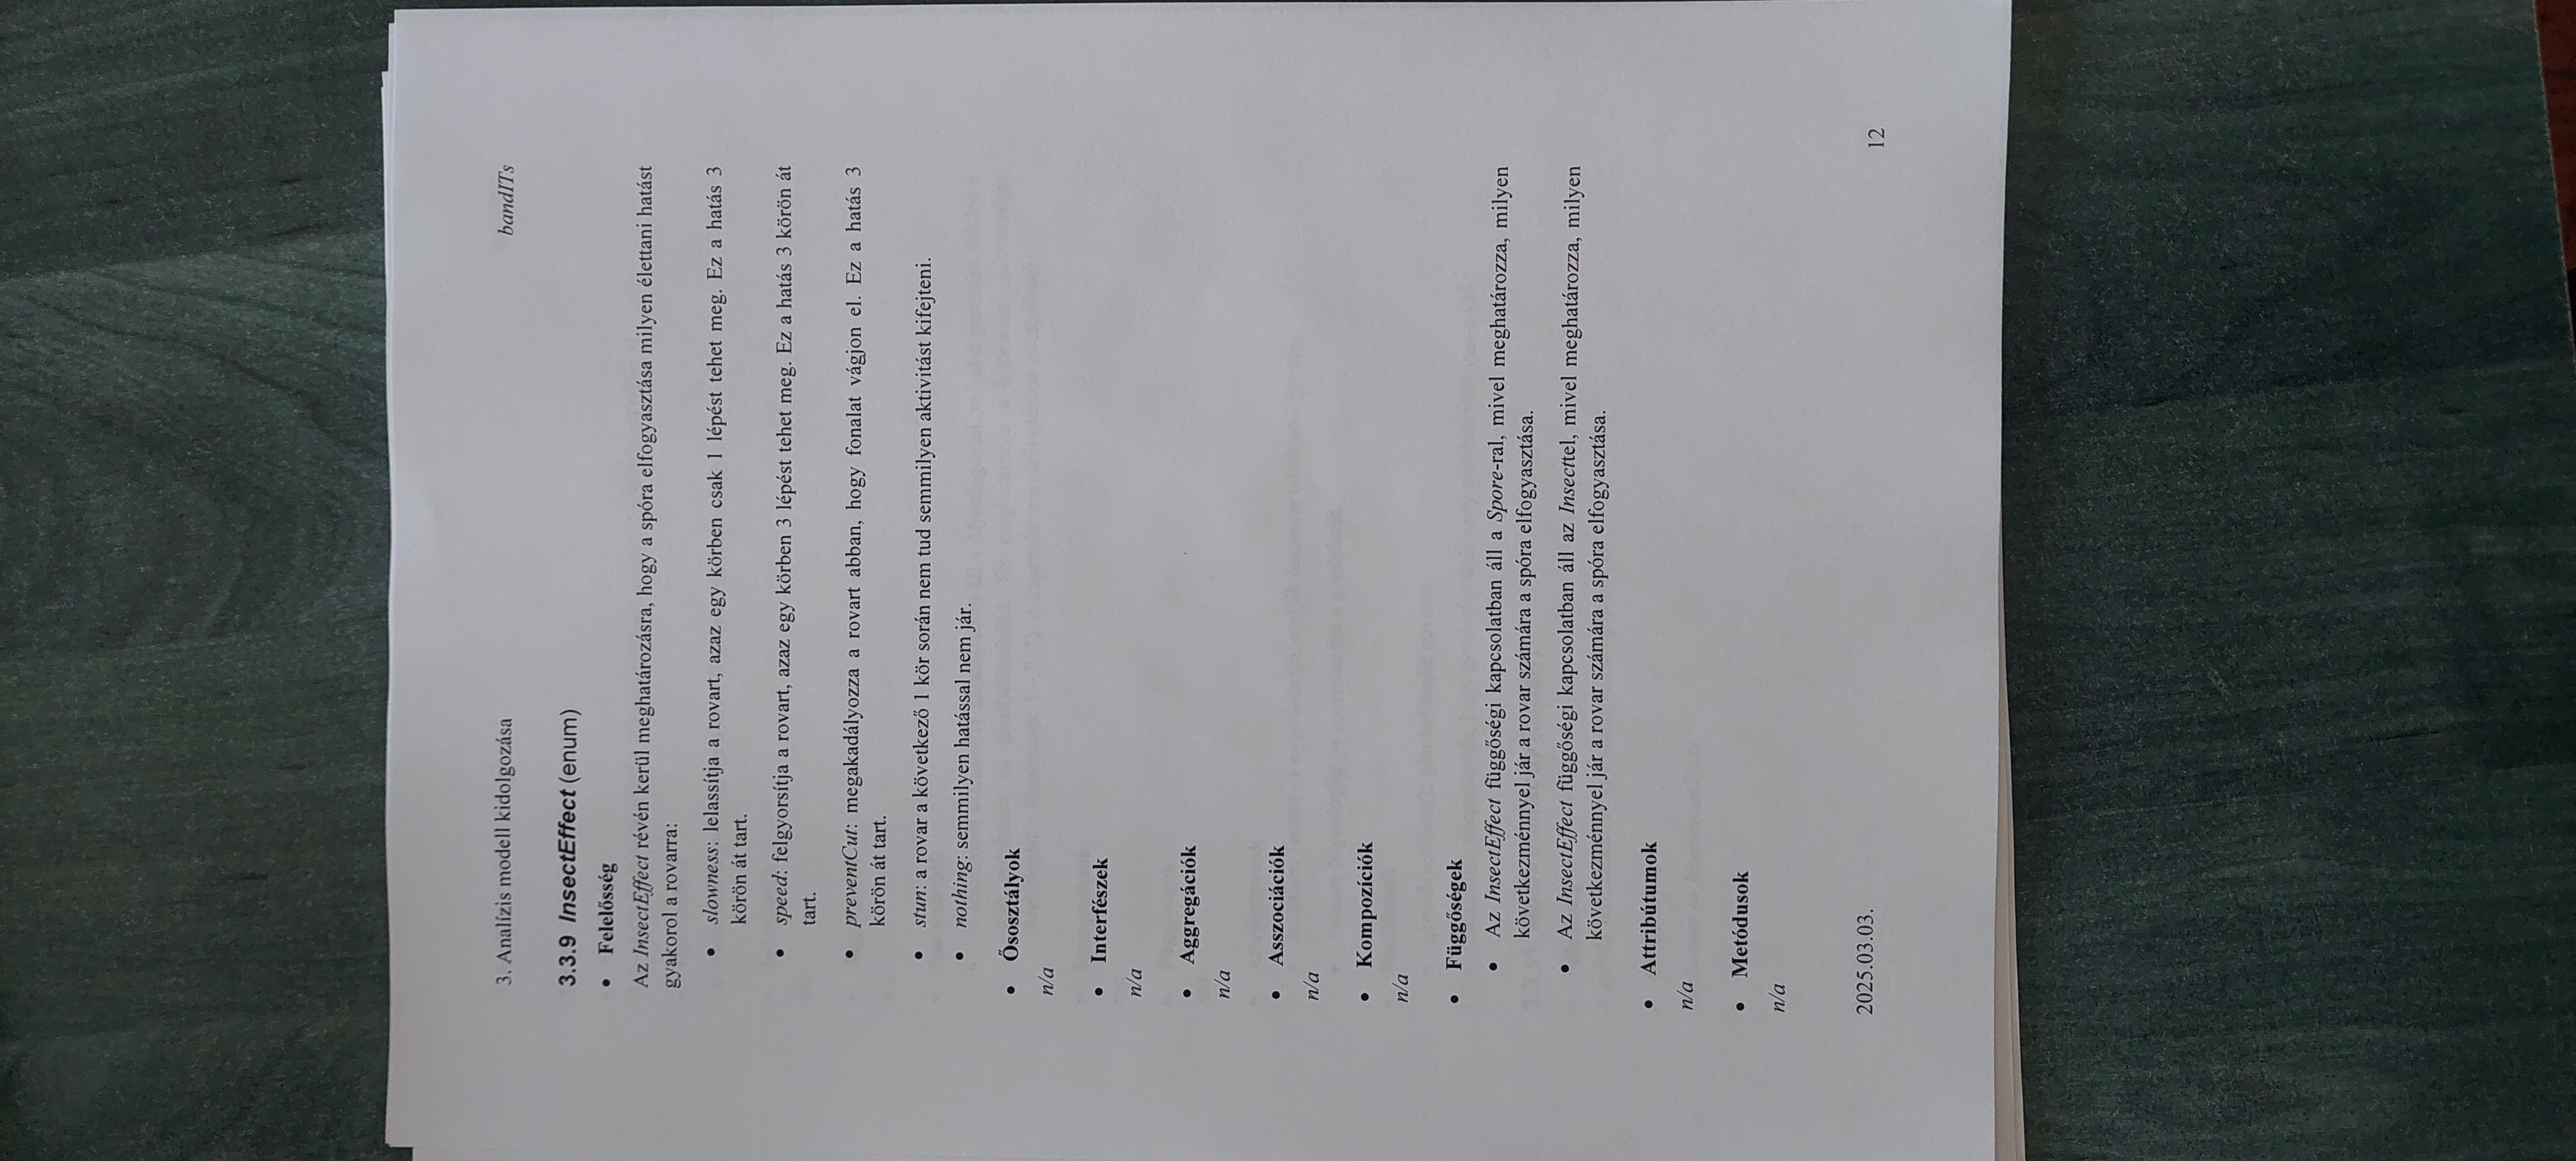 3. Analízis modell kidolgozása bandITs
3.3.9 InsectEffect (enum)
• Felelősség
Az InsectEffect révén kerül meghatározásra, hogy a spóra elfogyasztása milyen élettani hatást
gyakorol a rovarra:
• slowness: lelassítja a rovart, azaz egy körben csak 1 lépést tehet meg. Ez a hatás 3
körön át tart.
• speed: felgyorsítja a rovart, azaz egy körben 3 lépést tehet meg. Ez a hatás 3 körön át
tart.
• preventCut: megakadályozza a rovart abban, hogy fonalat vágjon el. Ez a hatás 3
körön át tart.
• stun: a rovar a következő 1 kör során nem tud semmilyen aktivitást kifejteni.
• nothing: semmilyen hatással nem jár.
• Ősosztályok
n/a
• Interfészek
n/a
• Aggregációk
n/a
• Asszociációk
n/a
• Kompozíciók
n/a
• Függőségek
• Az InsectEffect függőségi kapcsolatban áll a Spore-ral, mivel meghatározza, milyen
következménnyel jár a rovar számára a spóra elfogyasztása.
• Az InsectEffect függőségi kapcsolatban áll az Insecttel, mivel meghatározza, milyen
következménnyel jár a rovar számára a spóra elfogyasztása.
• Attribútumok
n/a
• Metódusok
n/a
2025.03.03. 12